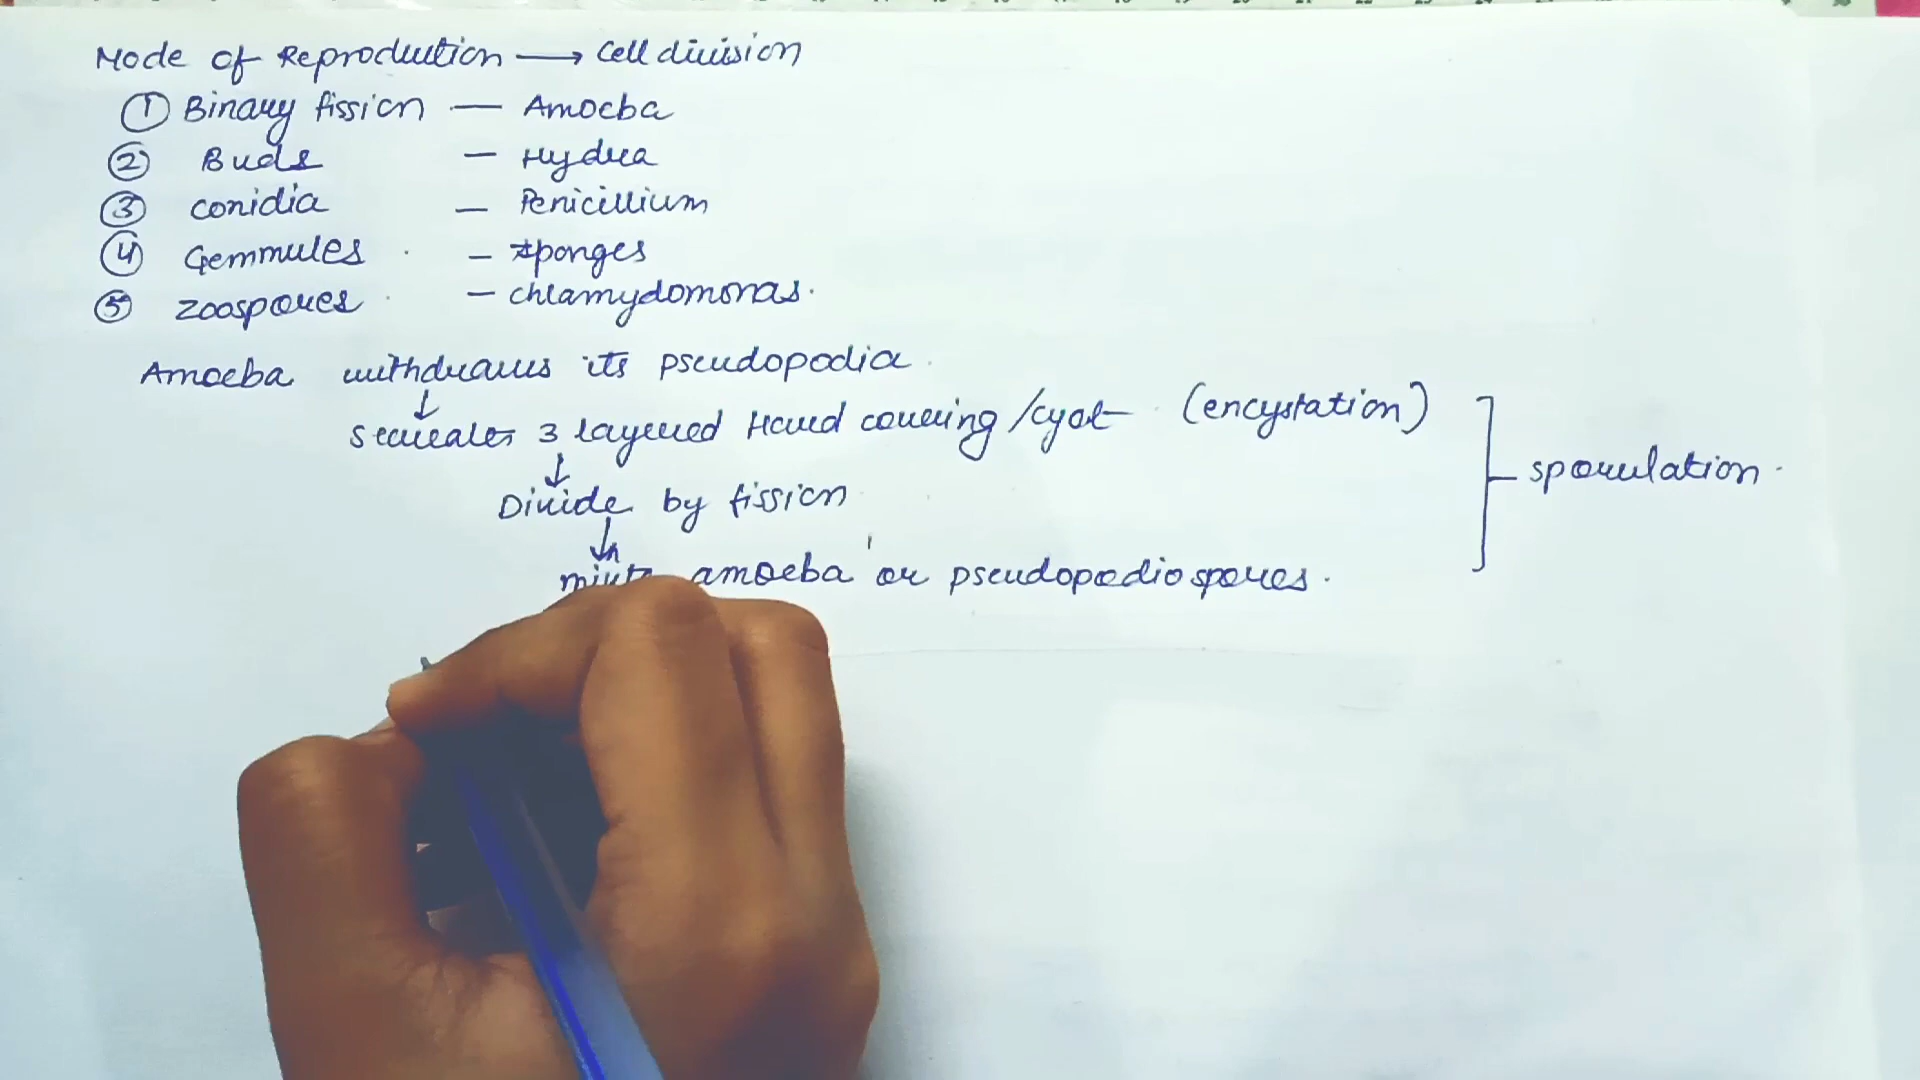 Mode of Reproduction → Cell division
① Binary fission — Amoeba
② Buds — Hydra
③ conidia — Penicillium
④ Gemmules — sponges
⑤ zoospores — chlamydomonas.
Amoeba withdraws its pseudopodia.
↓
secreates 3 layered Hard covering /cyst (encystation)
↓
Divide by fission
↓
amoeba or pseudopodiospores.
sporulation